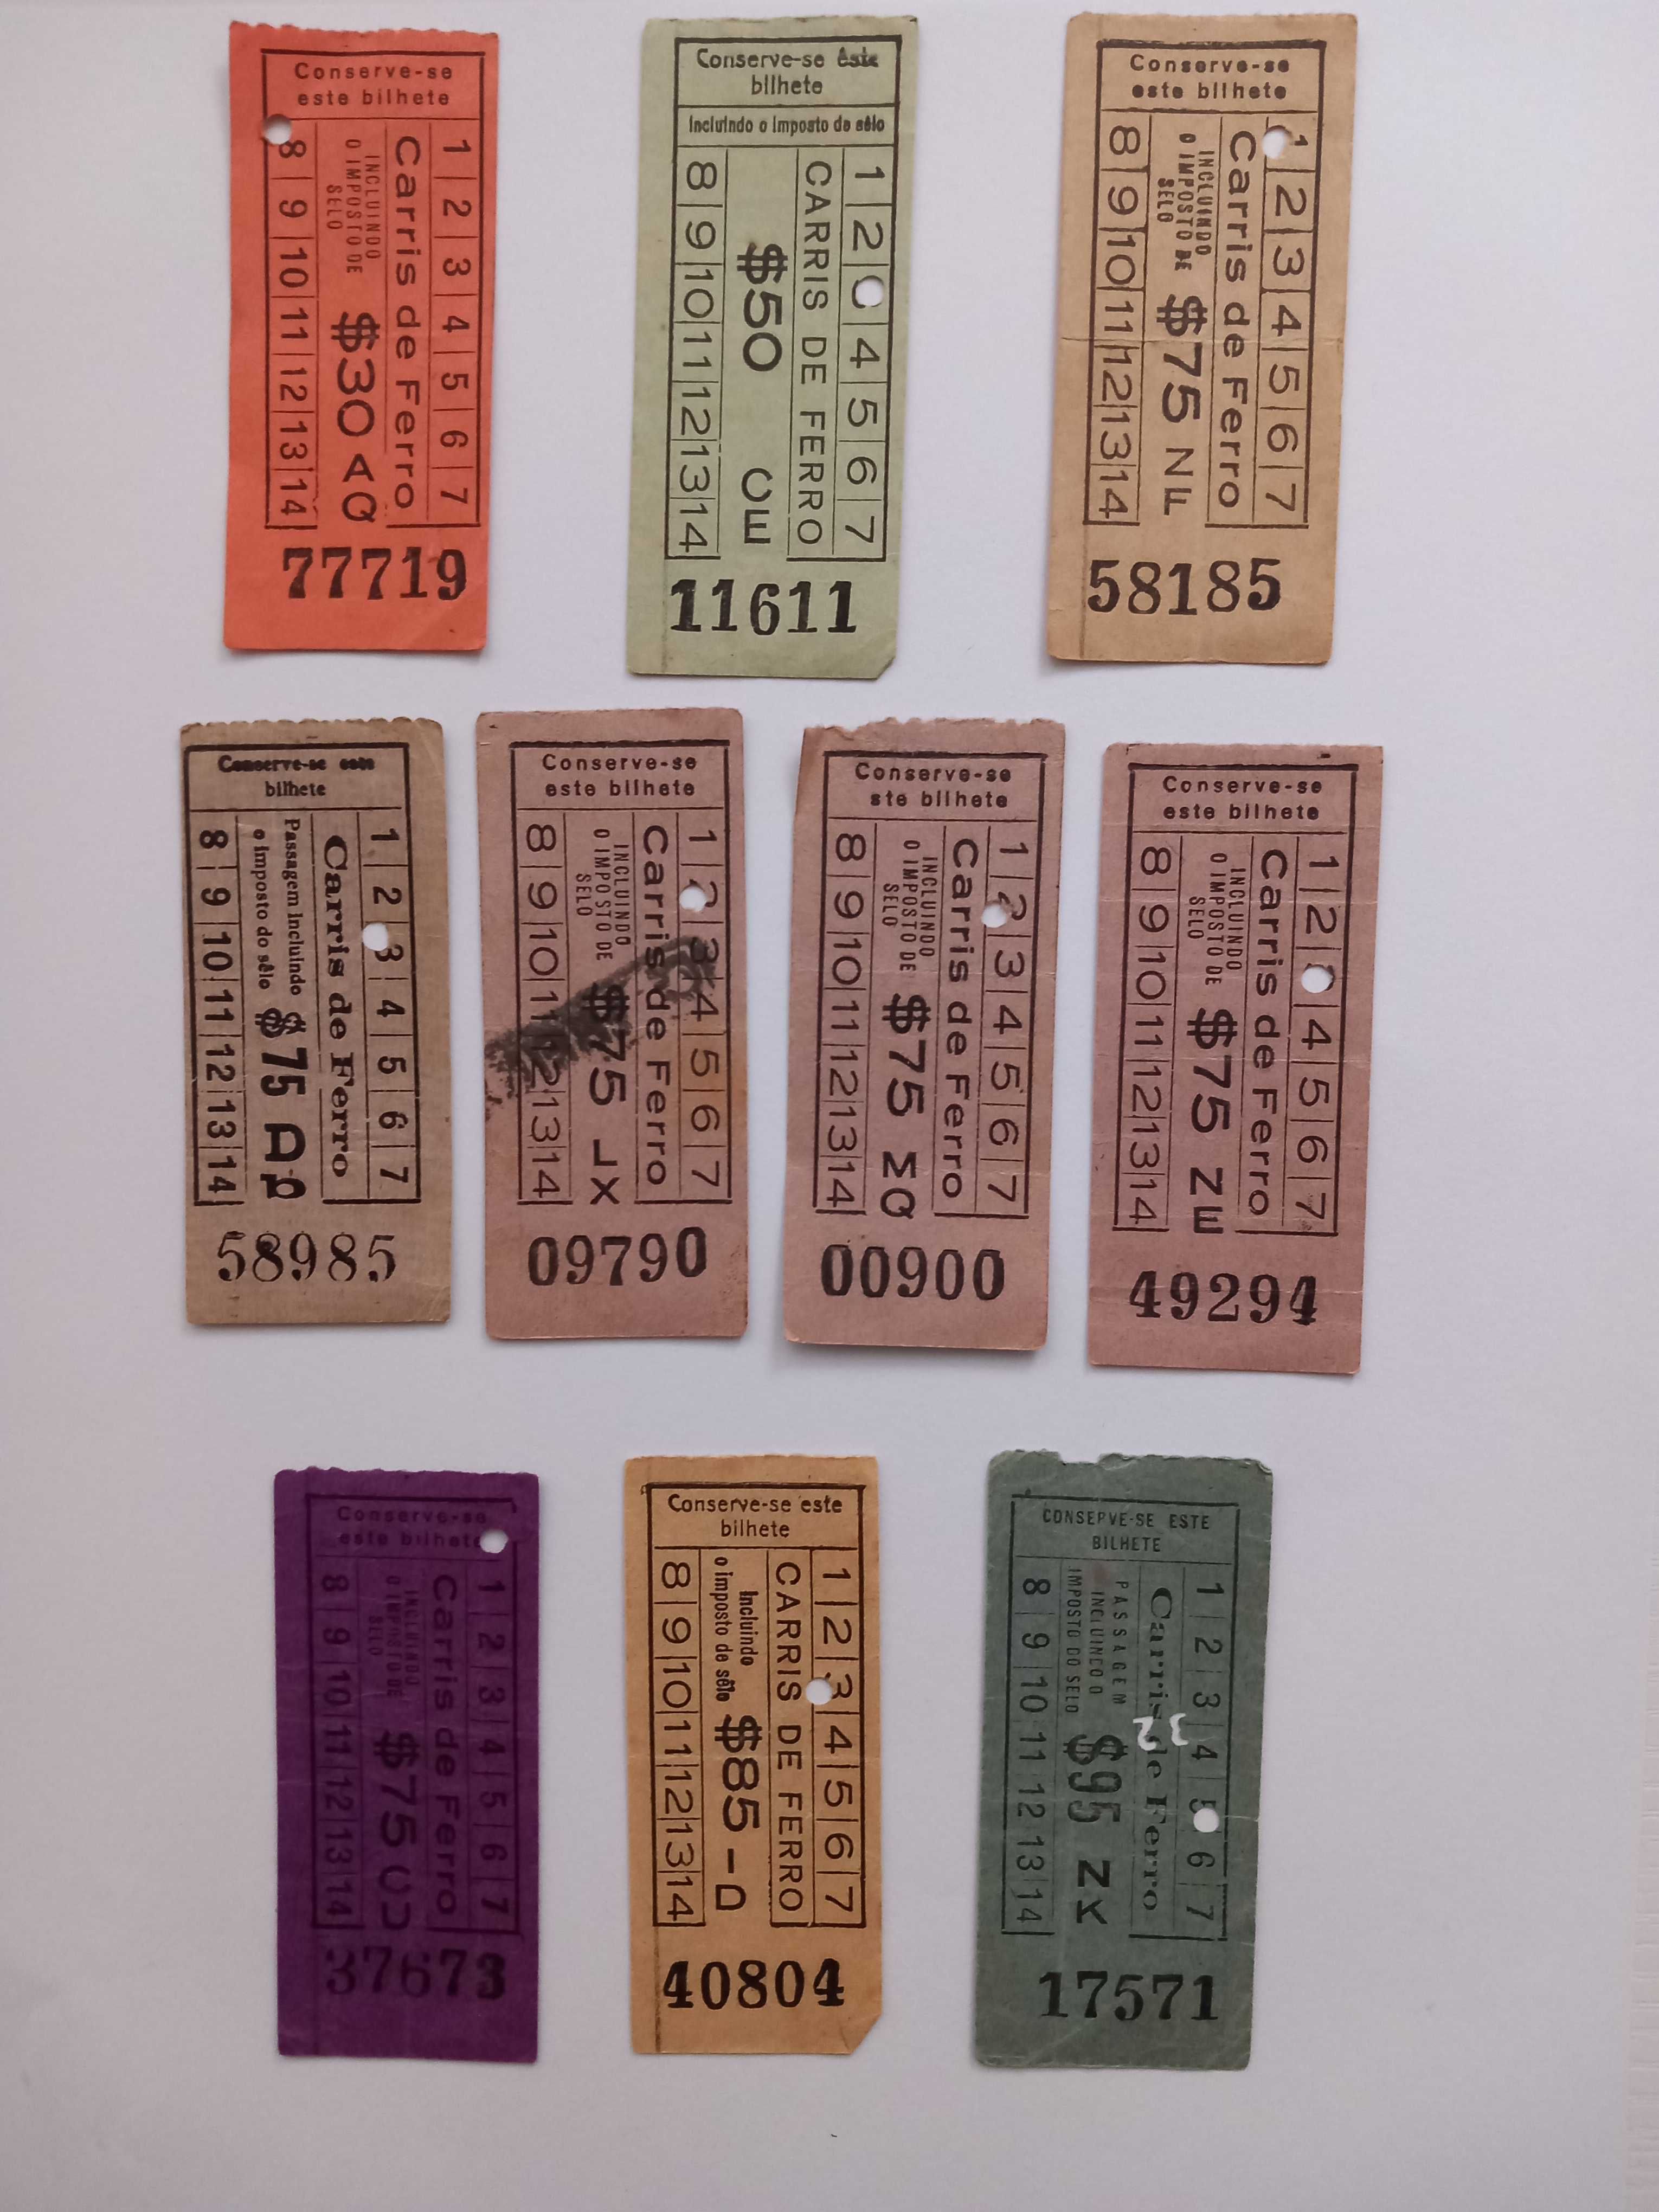 Conserve-se
este bilhete
1 2 3 4 5 6 7
Carris de Ferro
INCLUINDO
O IMPOSTO DE
SELO
$30 AQ
8 9 10 11 12 13 14
77719
Conserve-se êste
bilhete
Incluindo o imposto de sêlo
1 2 4 5 6 7
CARRIS DE FERRO
$50 CE
8 9 10 11 12 13 14
11611
Conserve-se
este bilhete
1 2 3 4 5 6 7
Carris de Ferro
INCLUINDO
O IMPOSTO DE
SELO
$75 NF
8 9 10 11 12 13 14
58185
Conserve-se este
bilhete
1 2 3 4 5 6 7
Carris de Ferro
Passagem Incluindo
o imposto do sêlo
$75
8 9 10 11 12 13 14
58985
Conserve-se
este bilhete
1 2 3 4 5 6 7
Carris de Ferro
INCLUINDO
O IMPOSTO DE
SELO
$75 JX
8 9 10 11 12 13 14
09790
Conserve-se
ste bilhete
1 2 3 4 5 6 7
Carris de Ferro
INCLUINDO
O IMPOSTO DE
SELO
$75 MQ
8 9 10 11 12 13 14
00900
Conserve-se
este bilhete
1 2 4 5 6 7
Carris de Ferro
INCLUINDO
O IMPOSTO DE
SELO
$75 ZE
8 9 10 11 12 13 14
49294
Conserve-se
este bilhete
1 2 3 4 5 6 7
Carris de Ferro
INCLUINDO
O IMPOSTO DE
SELO
$75
8 9 10 11 12 13 14
37673
Conserve-se este
bilhete
1 2 3 4 5 6 7
CARRIS DE FERRO
Incluindo
o imposto de sêlo
$85 - D
8 9 10 11 12 13 14
40804
CONSERVE-SE ESTE
BILHETE
1 2 3 4 5 6 7
Carris de Ferro
PASSAGEM
INCLUINDO O
IMPOSTO DO SELO
$95 NK
8 9 10 11 12 13 14
17571